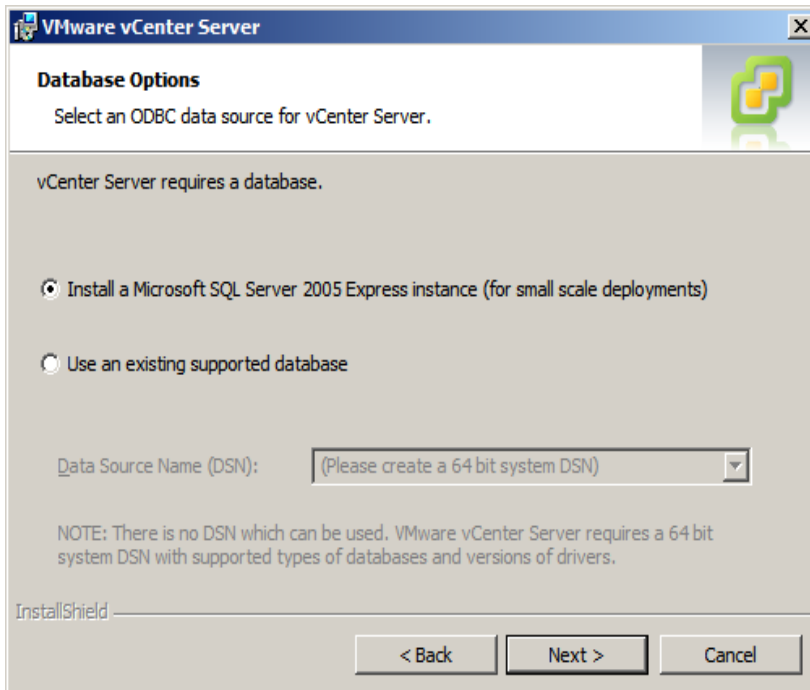 VMware vCenter Server
Database Options
Select an ODBC data source for vCenter Server.
vCenter Server requires a database.
Install a Microsoft SQL Server 2005 Express instance (for small scale deployments)
Use an existing supported database
Data Source Name (DSN): (Please create a 64 bit system DSN)
NOTE: There is no DSN which can be used. VMware vCenter Server requires a 64 bit
system DSN with supported types of databases and versions of drivers.
InstallShield
< Back Next > Cancel